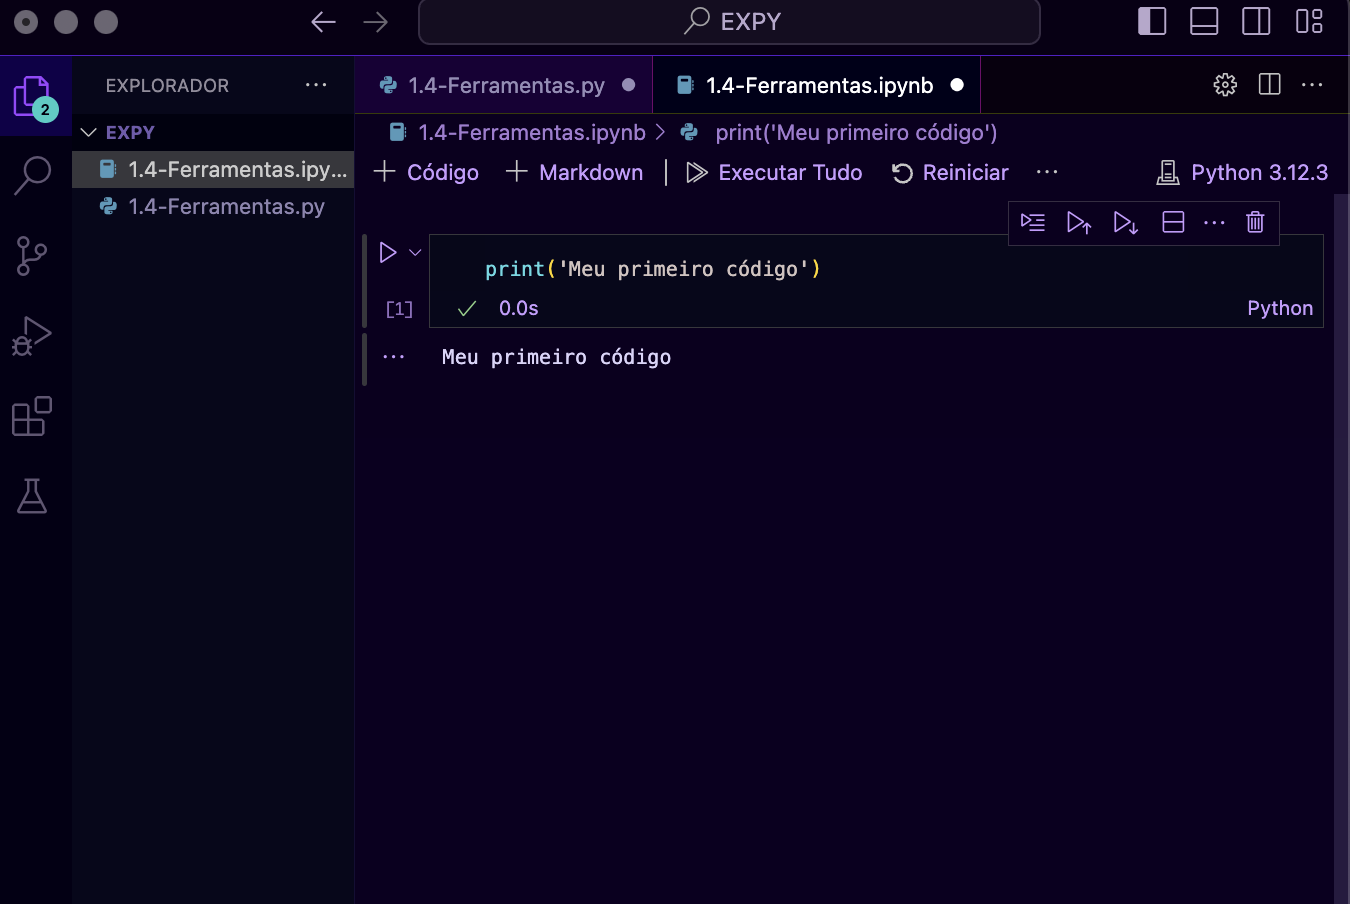 EXPY
EXPLORADOR ···
1.4-Ferramentas.py
1.4-Ferramentas.ipynb
2
EXPY
1.4-Ferramentas.ipy...
1.4-Ferramentas.py
1.4-Ferramentas.ipynb > print('Meu primeiro código')
+ Código + Markdown | Executar Tudo Reiniciar ··· Python 3.12.3
print('Meu primeiro código')
[1] ✓ 0.0s Python
··· Meu primeiro código